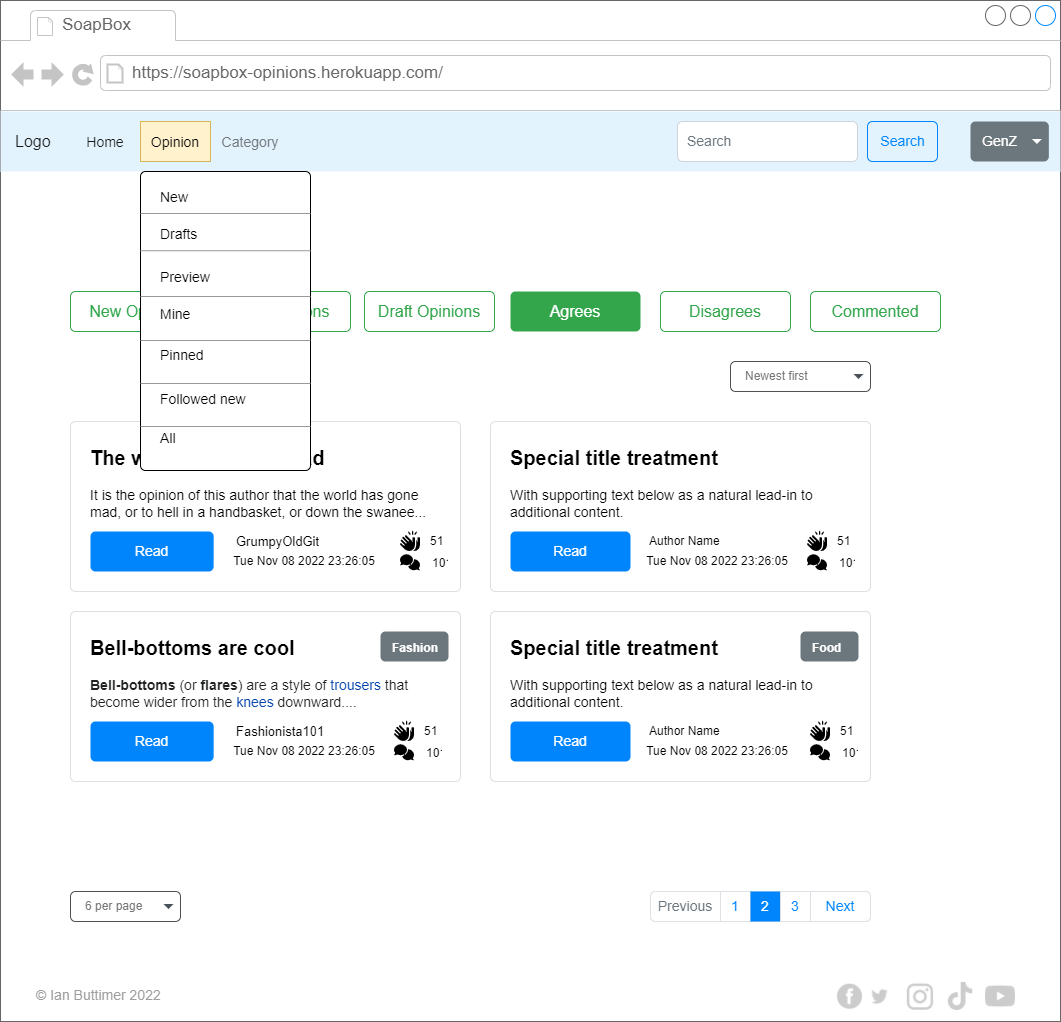 SoapBox
https://soapbox-opinions.herokuapp.com/
Logo Home Opinion Category Search Search GenZ
New
Drafts
Preview
Mine
Pinned
Followed new
All
New O ns Draft Opinions Agrees Disagrees Commented
Newest first
The w d
It is the opinion of this author that the world has gone
mad, or to hell in a handbasket, or down the swanee...
Read GrumpyOldGit 51
Tue Nov 08 2022 23:26:05 10
Special title treatment
With supporting text below as a natural lead-in to
additional content.
Read Author Name 51
Tue Nov 08 2022 23:26:05 10
Bell-bottoms are cool Fashion
Bell-bottoms (or flares) are a style of trousers that
become wider from the knees downward....
Read Fashionista101 51
Tue Nov 08 2022 23:26:05 10
Special title treatment Food
With supporting text below as a natural lead-in to
additional content.
Read Author Name 51
Tue Nov 08 2022 23:26:05 10
6 per page Previous 1 2 3 Next
© Ian Buttimer 2022